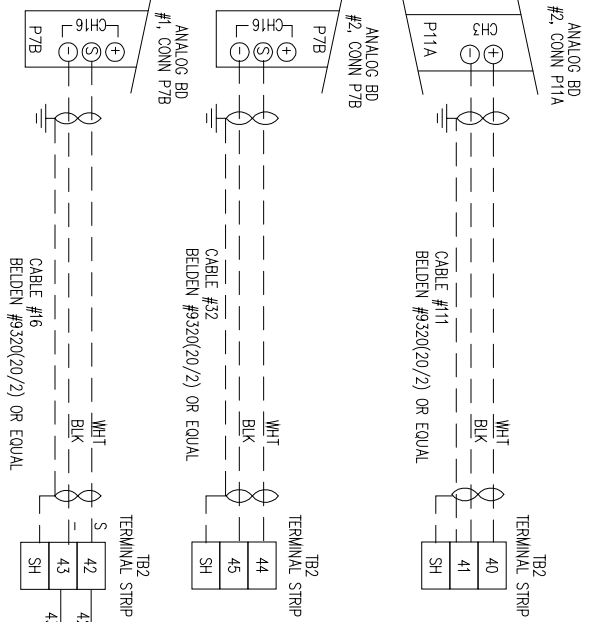 ANALOG BD
#2, CONN P11A
CH3
+
-
P11A
WHT
BLK
CABLE #111
BELDEN #9320(20/2) OR EQUAL
TB2
TERMINAL STRIP
40
41
SH
ANALOG BD
#2, CONN P7B
CH16
+
S
-
P7B
WHT
BLK
CABLE #32
BELDEN #9320(20/2) OR EQUAL
TB2
TERMINAL STRIP
44
45
SH
ANALOG BD
#1, CONN P7B
CH16
+
S
-
P7B
WHT
BLK
CABLE #16
BELDEN #9320(20/2) OR EQUAL
TB2
TERMINAL STRIP
S
-
42
43
SH